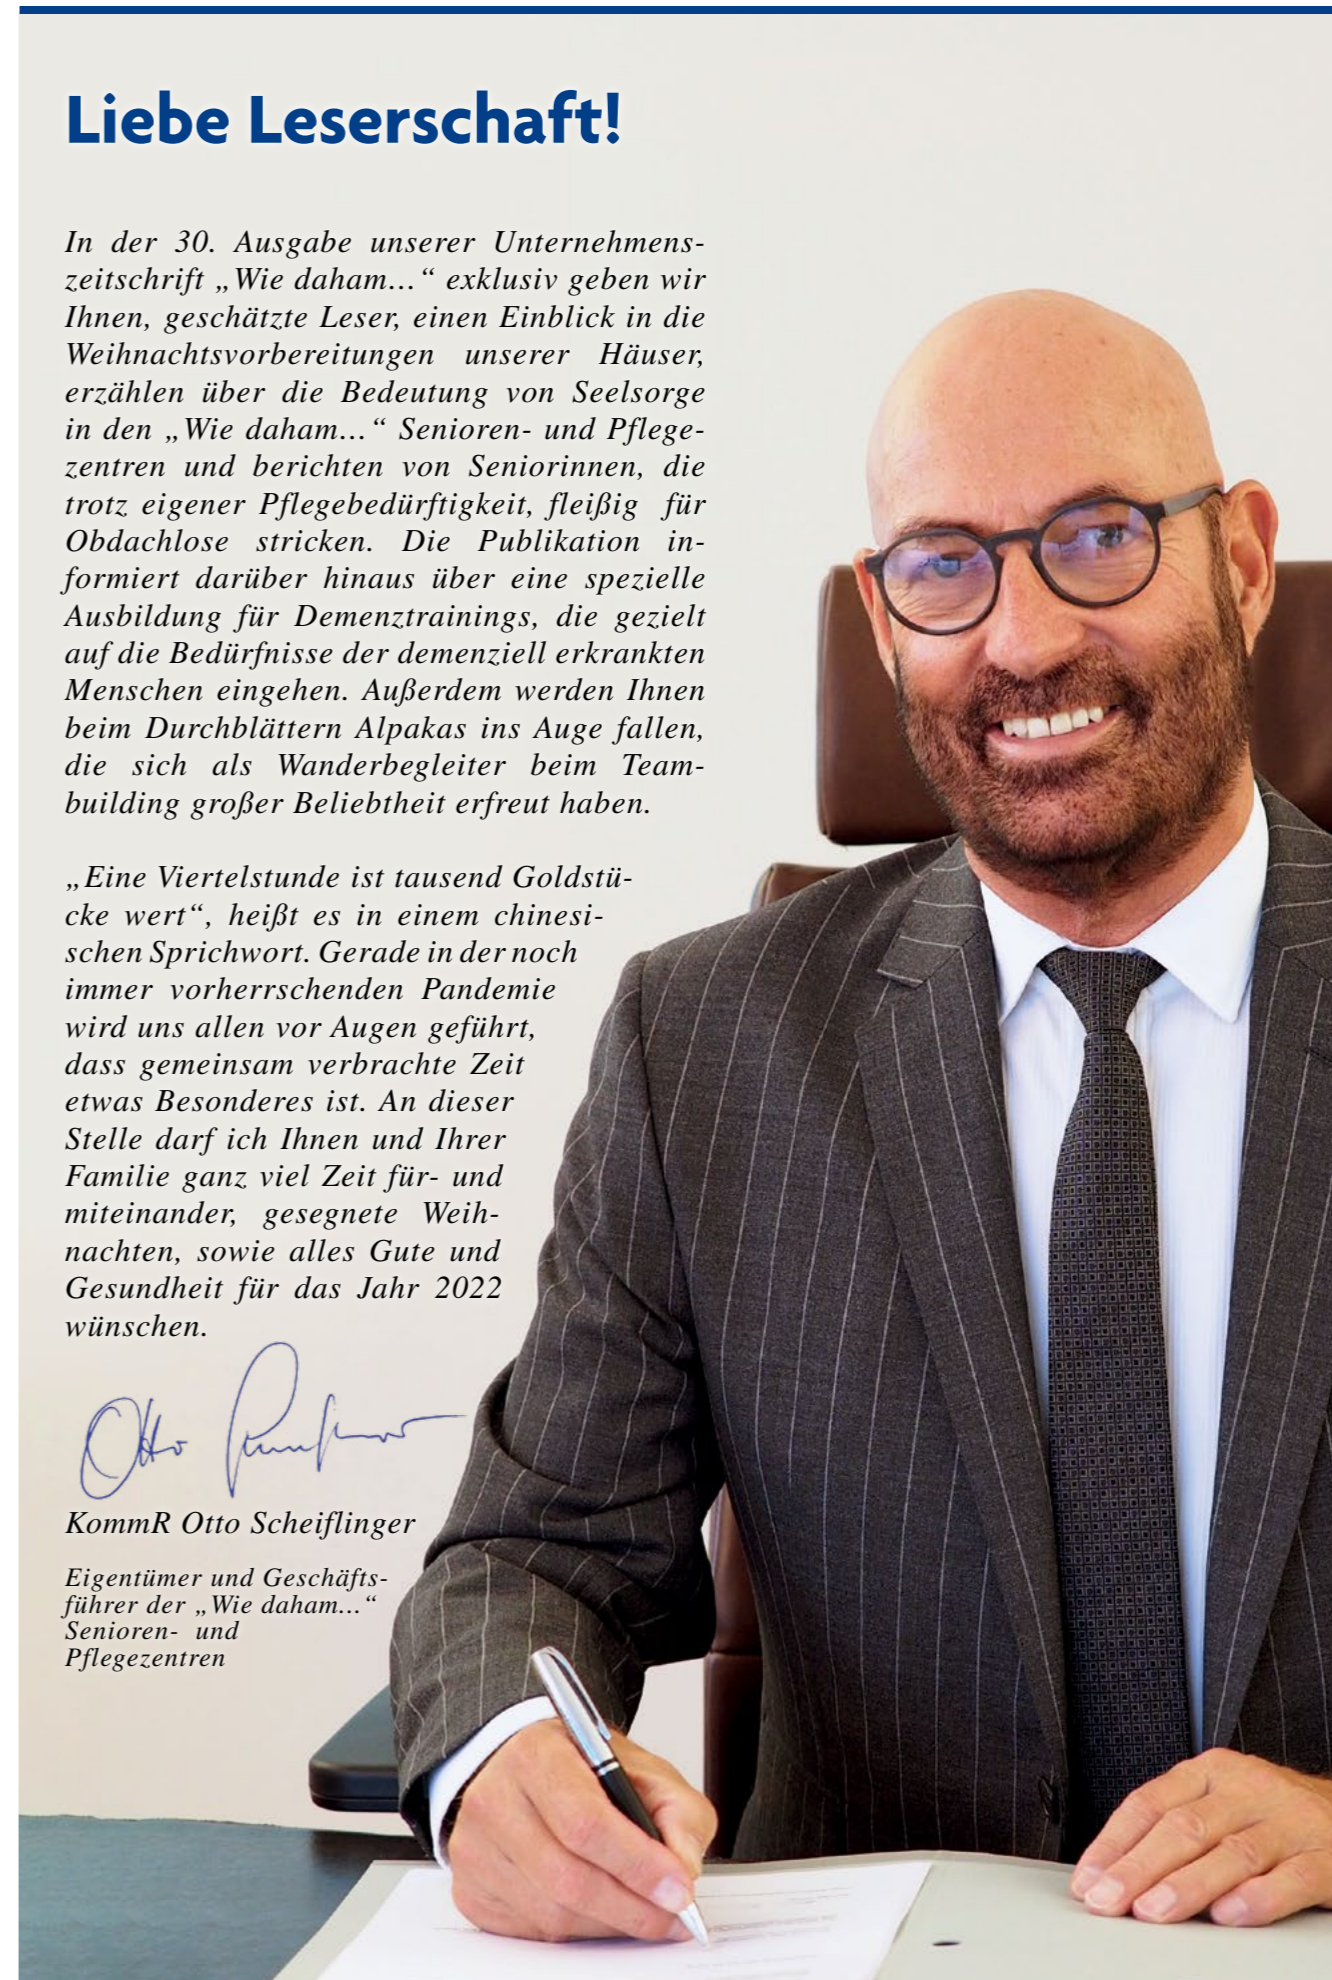 Liebe Leserschaft!
In der 30. Ausgabe unserer Unternehmens-
zeitschrift „Wie daham...“ exklusiv geben wir
Ihnen, geschätzte Leser, einen Einblick in die
Weihnachtsvorbereitungen unserer Häuser,
erzählen über die Bedeutung von Seelsorge
in den „Wie daham...“ Senioren- und Pflege-
zentren und berichten von Seniorinnen, die
trotz eigener Pflegebedürftigkeit, fleißig für
Obdachlose stricken. Die Publikation in-
formiert darüber hinaus über eine spezielle
Ausbildung für Demenztrainings, die gezielt
auf die Bedürfnisse der demenziell erkrankten
Menschen eingehen. Außerdem werden Ihnen
beim Durchblättern Alpakas ins Auge fallen,
die sich als Wanderbegleiter beim Team-
building großer Beliebtheit erfreut haben.
„Eine Viertelstunde ist tausend Goldstü-
cke wert“, heißt es in einem chinesi-
schen Sprichwort. Gerade in der noch
immer vorherrschenden Pandemie
wird uns allen vor Augen geführt,
dass gemeinsam verbrachte Zeit
etwas Besonderes ist. An dieser
Stelle darf ich Ihnen und Ihrer
Familie ganz viel Zeit für- und
miteinander, gesegnete Weih-
nachten, sowie alles Gute und
Gesundheit für das Jahr 2022
wünschen.
Otto
KommR Otto Scheiflinger
Eigentümer und Geschäfts-
führer der „Wie daham...“
Senioren- und
Pflegezentren